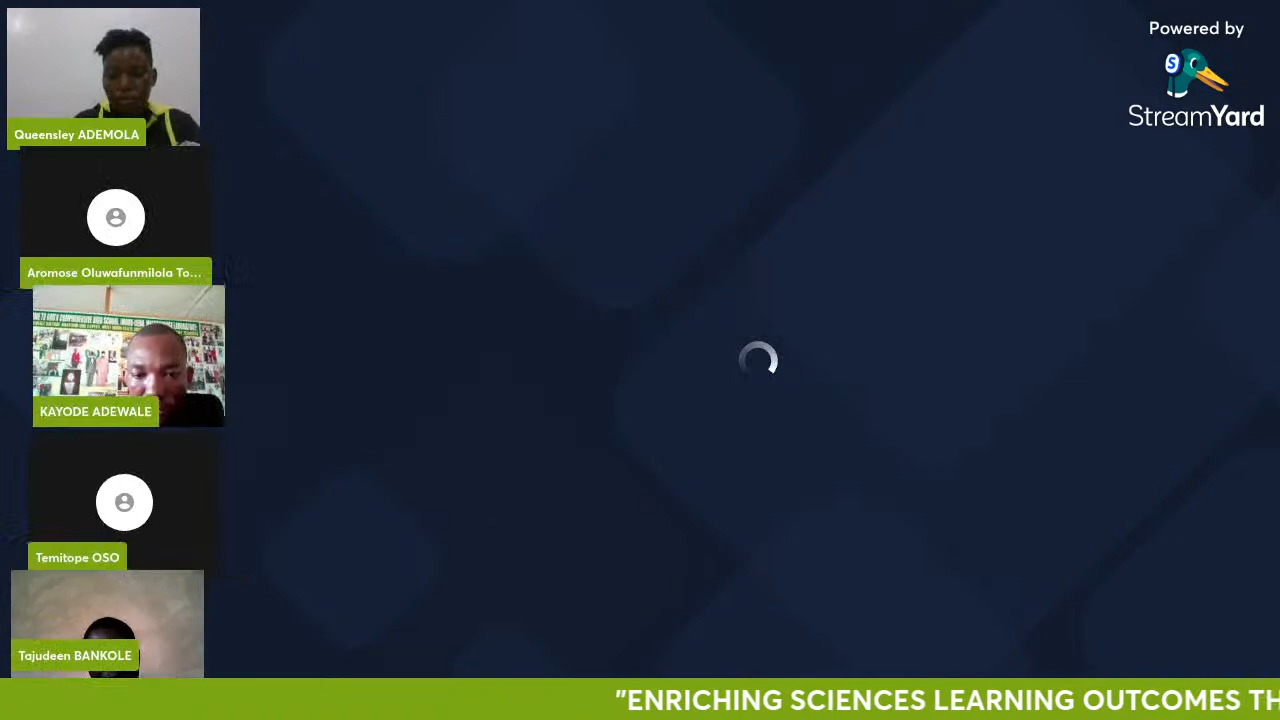 Powered by
S
StreamYard
Queensley ADEMOLA
Aromose Oluwafunmilola To...
KAYODE ADEWALE
Temitope OSO
Tajudeen BANKOLE
"ENRICHING SCIENCES LEARNING OUTCOMES TH